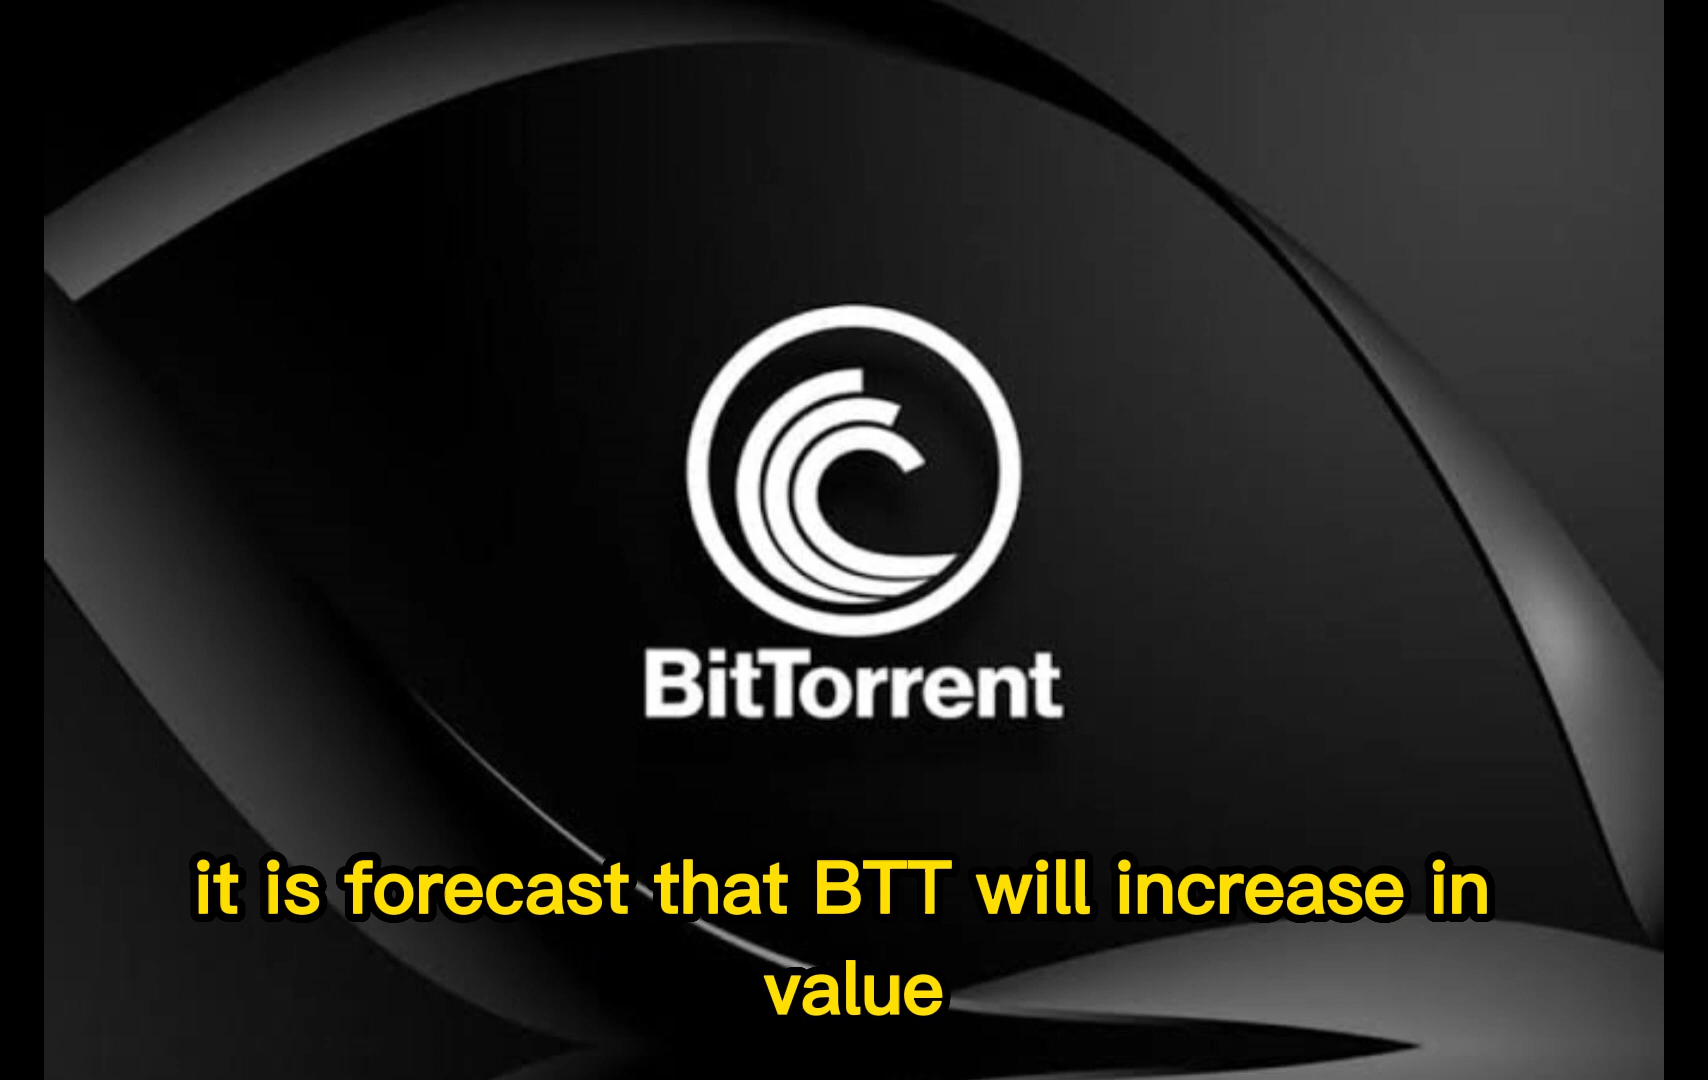 BitTorrent
it is forecast that BTT will increase in
value